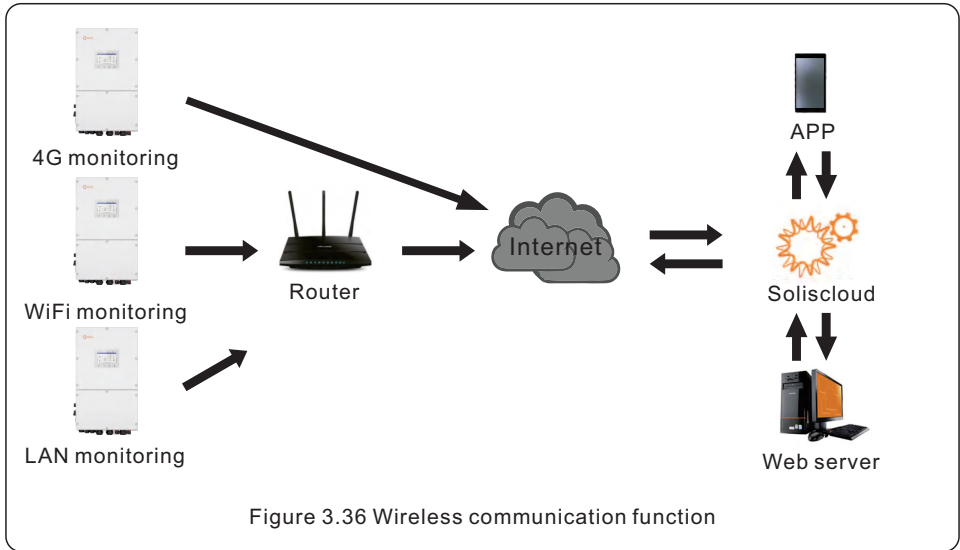 4G monitoring
APP
Internet
WiFi monitoring
Router
Soliscloud
LAN monitoring
Web server
Figure 3.36 Wireless communication function